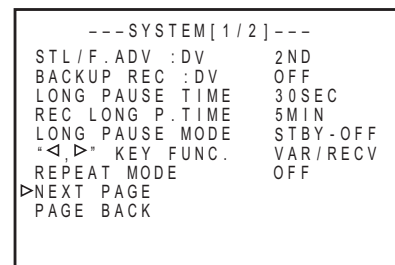 ---SYSTEM[1/2]---
STL/F.ADV :DV 2ND
BACKUP REC :DV OFF
LONG PAUSE TIME 30SEC
REC LONG P.TIME 5MIN
LONG PAUSE MODE STBY-OFF
“◁,▷” KEY FUNC. VAR/RECV
REPEAT MODE OFF
▷NEXT PAGE
PAGE BACK